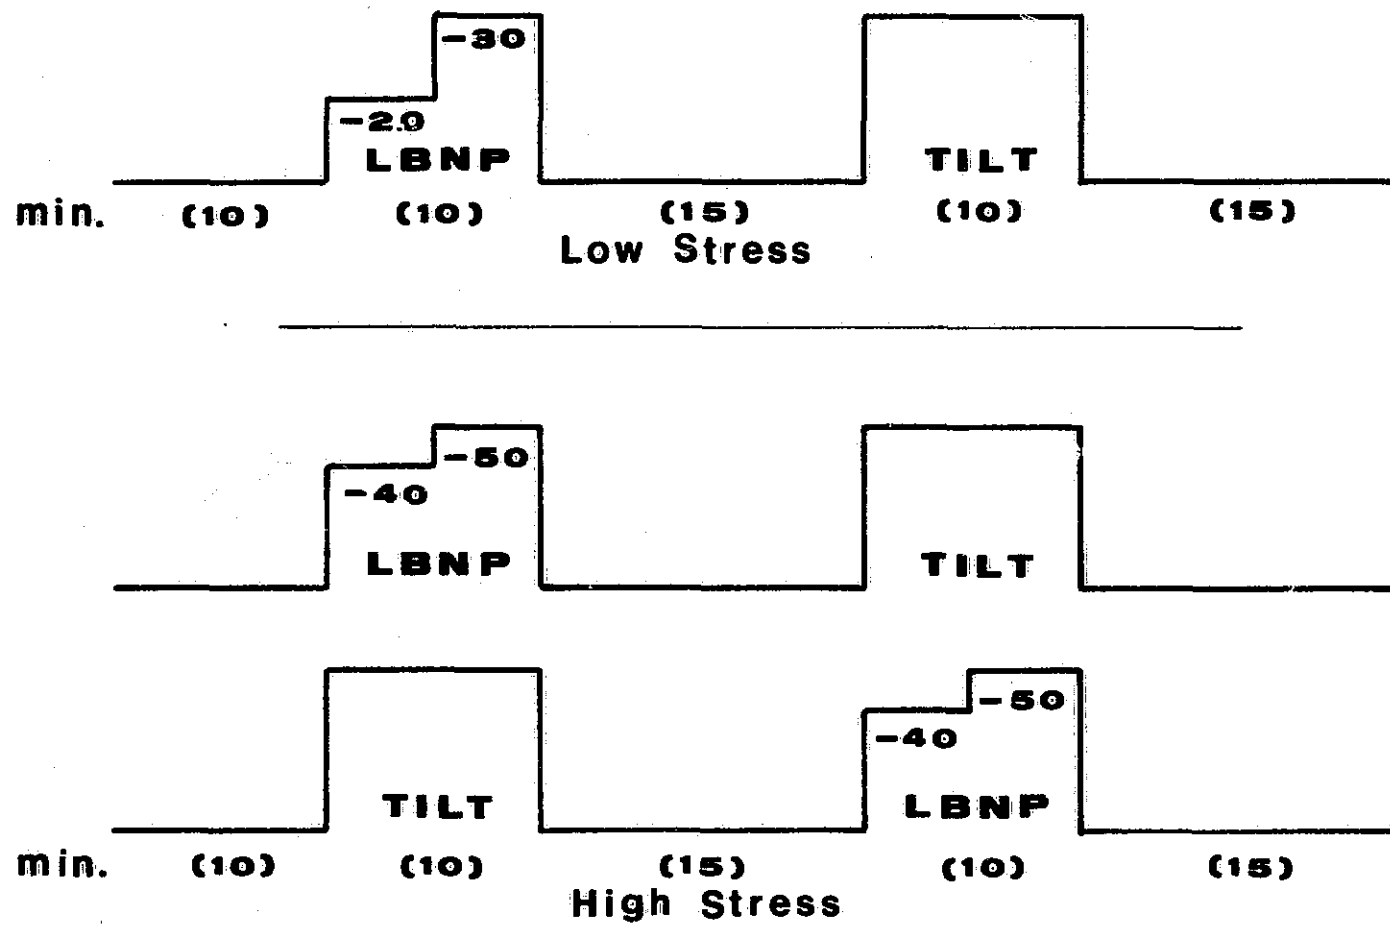 -30
-20
LBNP TILT
min. (10) (10) (15) (10) (15)
Low Stress
-50
-40
LBNP TILT
-50
-40
TILT LBNP
min. (10) (10) (15) (10) (15)
High Stress